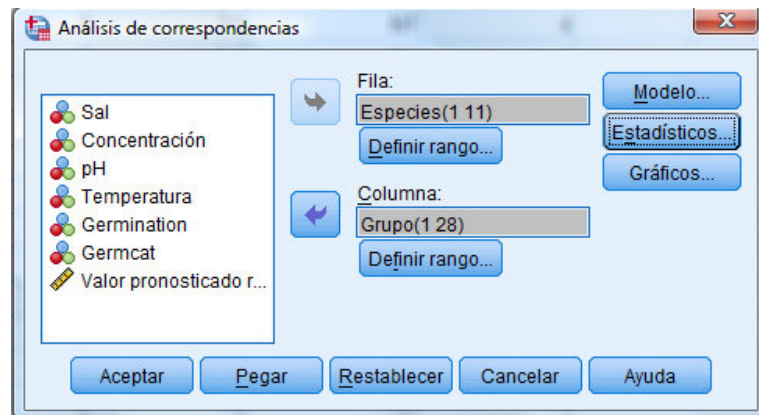 Análisis de correspondencias
X
Sal
Concentración
pH
Temperatura
Germination
Germcat
Valor pronosticado r...
Fila:
Especies(1 11)
Definir rango...
Columna:
Grupo(1 28)
Definir rango...
Modelo...
Estadísticos...
Gráficos...
Aceptar
Pegar
Restablecer
Cancelar
Ayuda